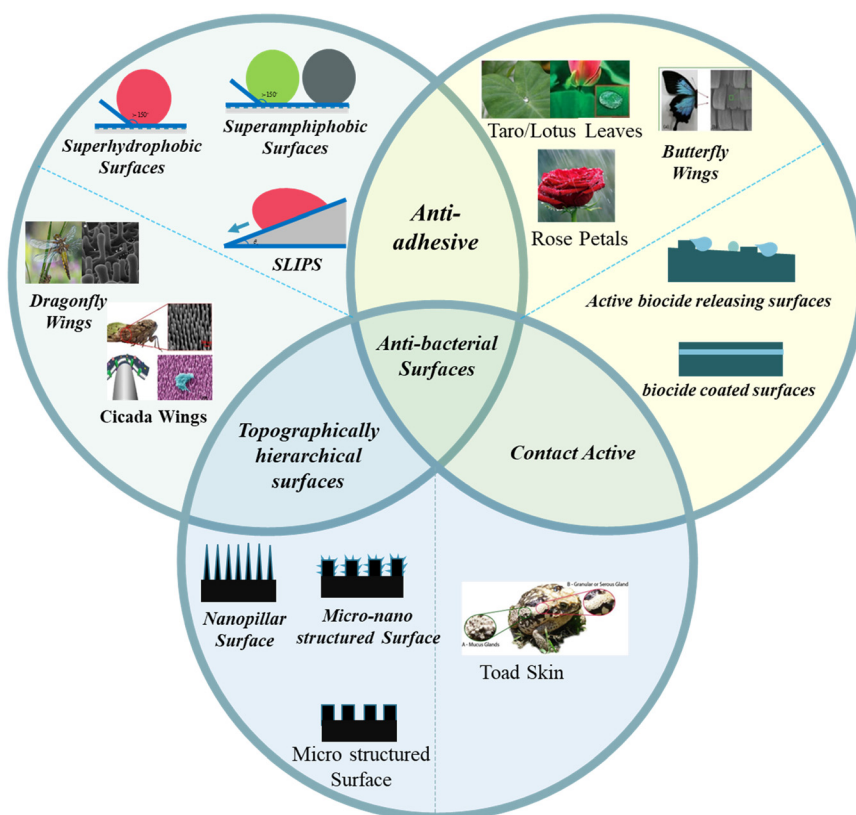 >150°
Superhydrophobic
Surfaces
>150°
Superamphiphobic
Surfaces
SLIPS
Dragonfly
Wings
Cicada Wings
Anti-
adhesive
Taro/Lotus Leaves
Rose Petals
Butterfly
Wings
Active biocide releasing surfaces
biocide coated surfaces
Anti-bacterial
Surfaces
Topographically
hierarchical
surfaces
Contact Active
Nanopillar
Surface
Micro-nano
structured Surface
Micro structured
Surface
B - Granular or Serous Gland
A - Mucus Glands
Toad Skin